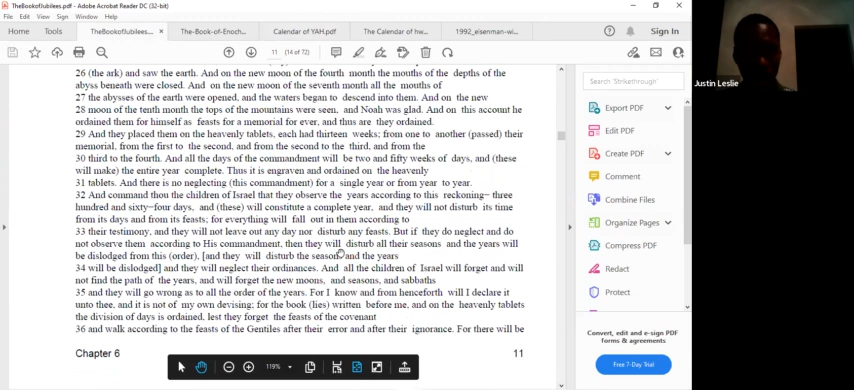 TheBookofJubilees.pdf - Adobe Acrobat Reader DC (32-bit)
File Edit View Sign Window Help
Home Tools TheBookofJubilees.... × The-Book-of-Enoch... Calendar of YAH.pdf The Calendar of hw... 1992_eisenman-wi... Sign In
11 (14 of 72)
26 (the ark) and saw the earth. And on the new moon of the fourth month the mouths of the depths of the
abyss beneath were closed. And on the new moon of the seventh month all the mouths of
27 the abysses of the earth were opened, and the waters began to descend into them. And on the new
28 moon of the tenth month the tops of the mountains were seen, and Noah was glad. And on this account he
ordained them for himself as feasts for a memorial for ever, and thus are they ordained.
29 And they placed them on the heavenly tablets, each had thirteen weeks; from one to another (passed) their
memorial, from the first to the second, and from the second to the third, and from the
30 third to the fourth. And all the days of the commandment will be two and fifty weeks of days, and (these
will make) the entire year complete. Thus it is engraved and ordained on the heavenly
31 tablets. And there is no neglecting (this commandment) for a single year or from year to year.
32 And command thou the children of Israel that they observe the years according to this reckoning– three
hundred and sixty–four days, and (these) will constitute a complete year, and they will not disturb its time
from its days and from its feasts; for everything will fall out in them according to
33 their testimony, and they will not leave out any day nor disturb any feasts. But if they do neglect and do
not observe them according to His commandment, then they will disturb all their seasons and the years will
be dislodged from this (order), [and they will disturb the season and the years
34 will be dislodged] and they will neglect their ordinances. And all the children of Israel will forget and will
not find the path of the years, and will forget the new moons, and seasons, and sabbaths
35 and they will go wrong as to all the order of the years. For I know and from henceforth will I declare it
unto thee, and it is not of my own devising; for the book (lies) written before me, and on the heavenly tablets
the division of days is ordained, lest they forget the feasts of the covenant
36 and walk according to the feasts of the Gentiles after their error and after their ignorance. For there will be
Chapter 6 11
119%
Search 'Strikethrough'
Export PDF
Edit PDF
Create PDF
Comment
Combine Files
Organize Pages
Compress PDF
Redact
Protect
Convert, edit and e-sign PDF
forms & agreements
Free 7-Day Trial
Justin Leslie